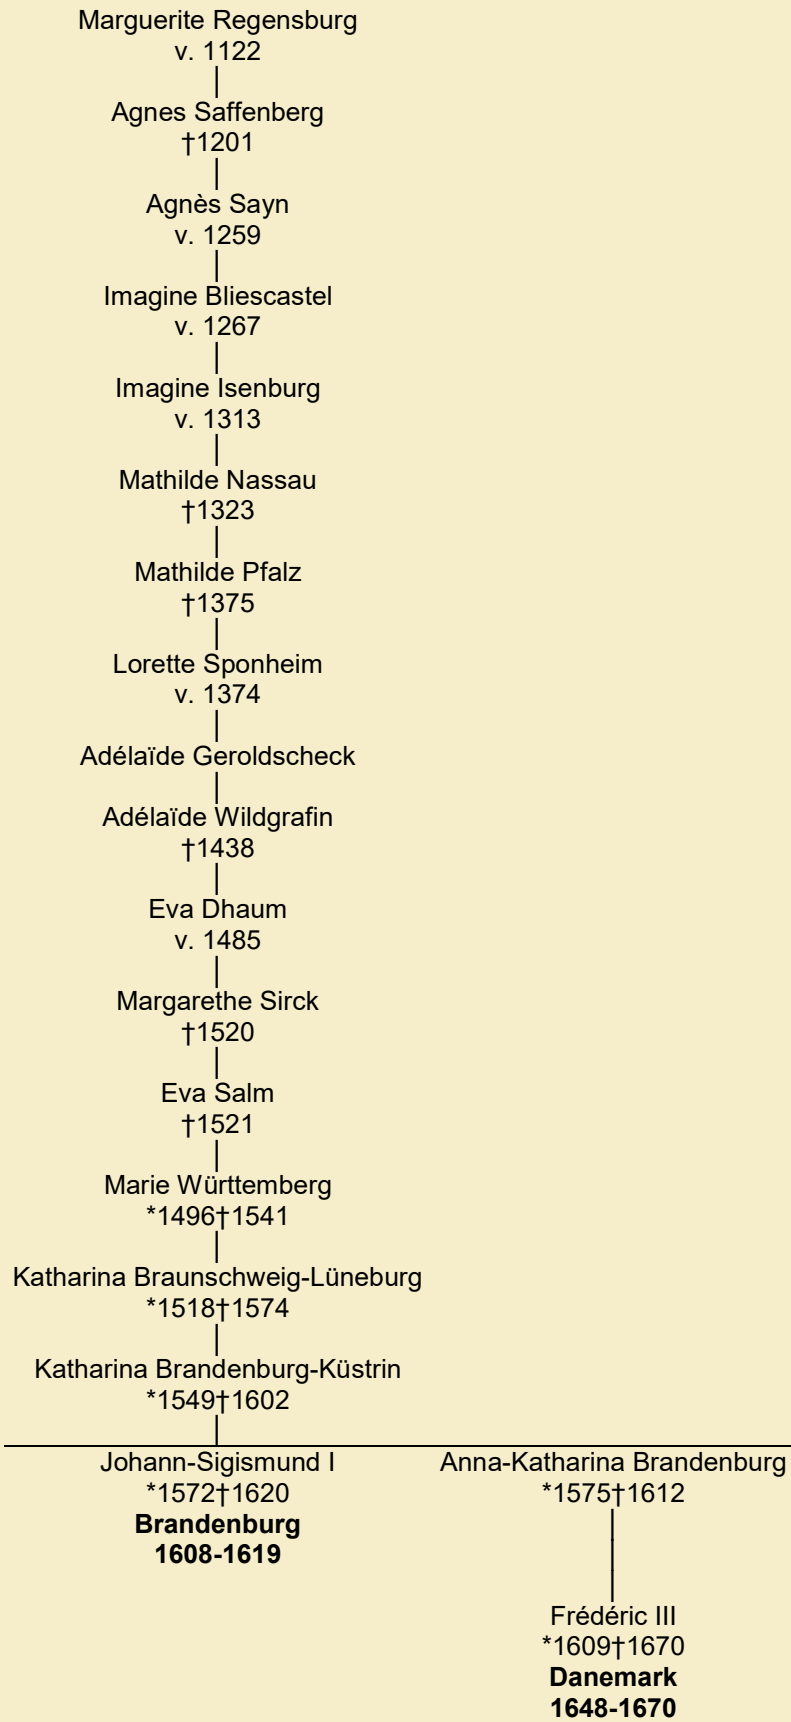 Marguerite Regensburg
v. 1122
Agnes Saffenberg
†1201
Agnès Sayn
v. 1259
Imagine Bliescastel
v. 1267
Imagine Isenburg
v. 1313
Mathilde Nassau
†1323
Mathilde Pfalz
†1375
Lorette Sponheim
v. 1374
Adélaïde Geroldscheck
Adélaïde Wildgrafin
†1438
Eva Dhaum
v. 1485
Margarethe Sirck
†1520
Eva Salm
†1521
Marie Württemberg
*1496†1541
Katharina Braunschweig-Lüneburg
*1518†1574
Katharina Brandenburg-Küstrin
*1549†1602
Johann-Sigismund I
*1572†1620
Brandenburg
1608-1619
Anna-Katharina Brandenburg
*1575†1612
Frédéric III
*1609†1670
Danemark
1648-1670